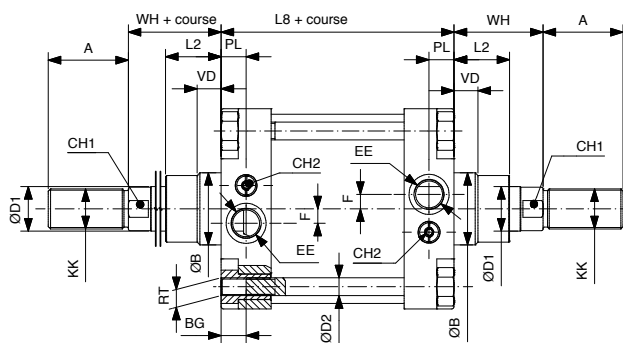 WH + course
L8 + course
WH
A
A
L2
PL
PL
L2
VD
VD
CH1
CH2
EE
CH1
F
F
ØD1
KK
ØB
EE
CH2
ØD1
KK
RT
BG
ØD2
ØB